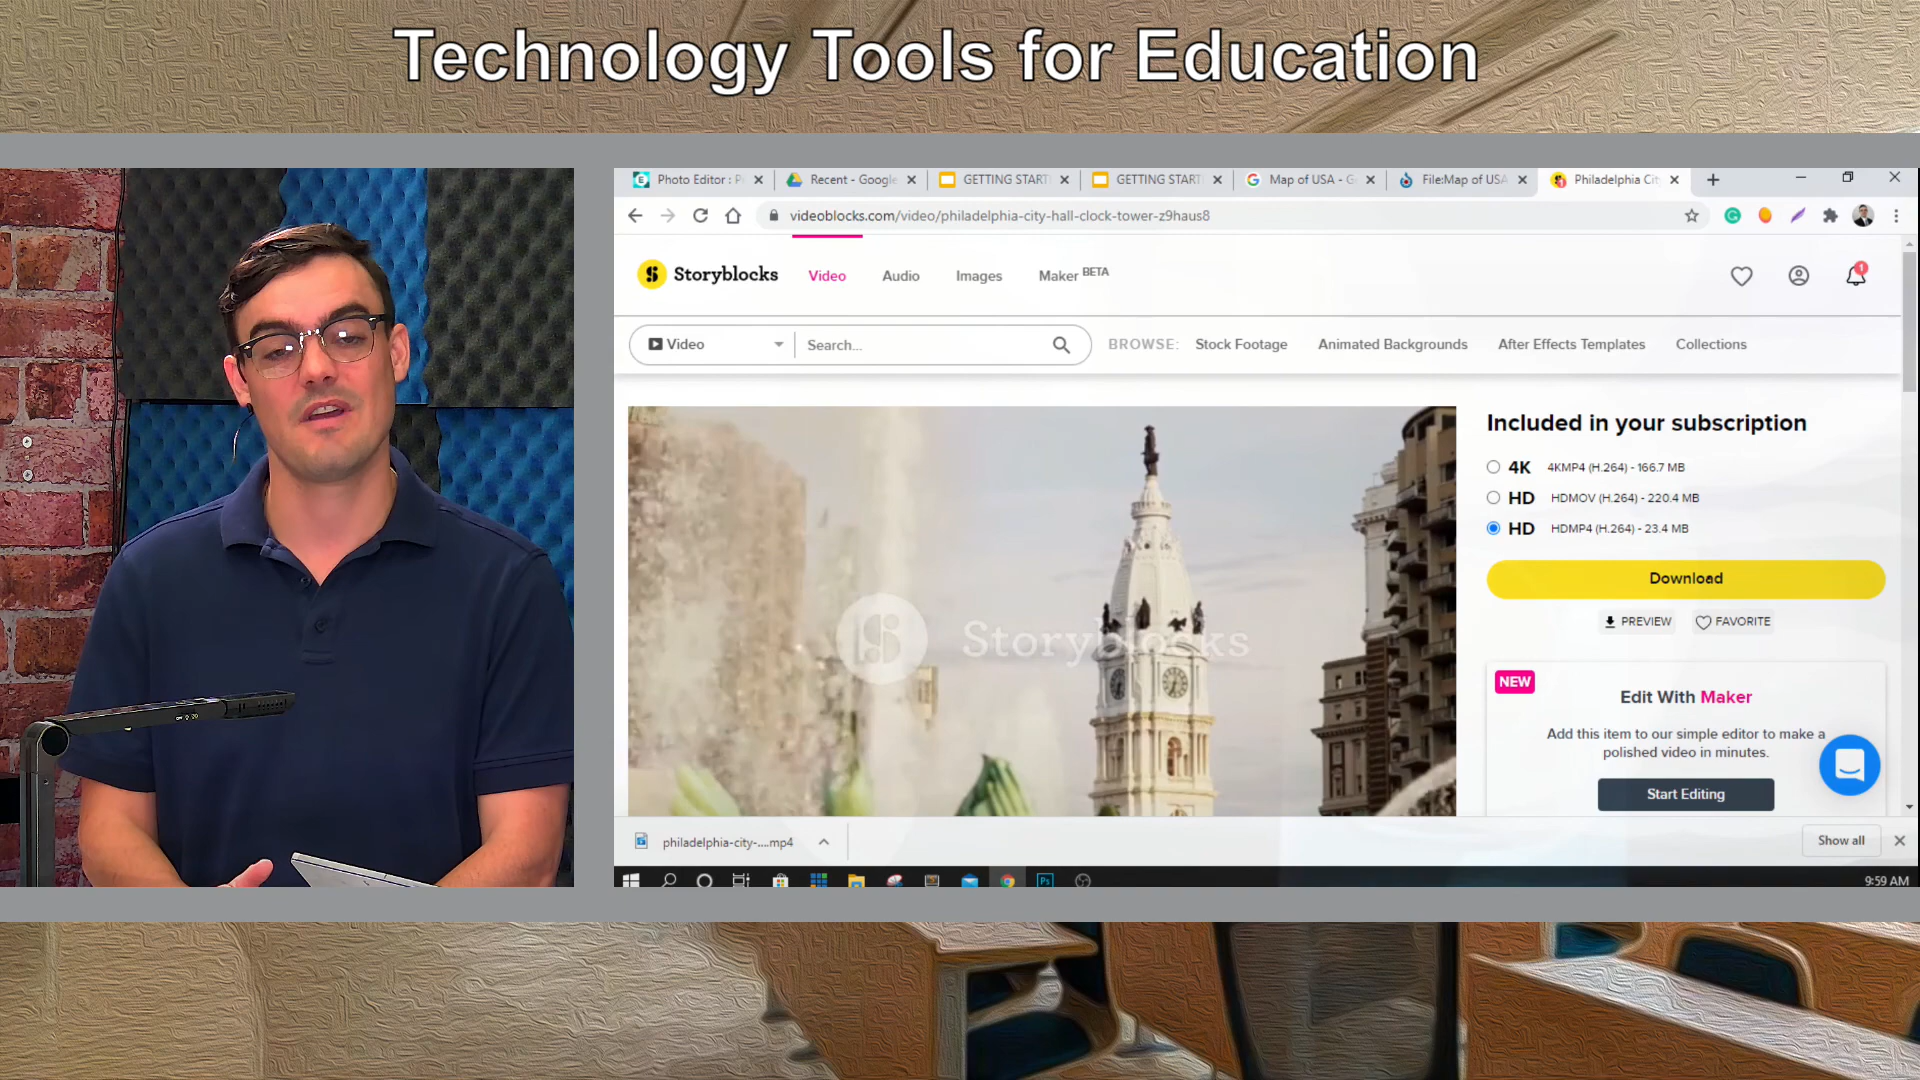 Technology Tools for Education
Photo Editor : P
Recent - Google
GETTING START
GETTING START
Map of USA - G
File:Map of USA
Philadelphia Cit
videoblocks.com/video/philadelphia-city-hall-clock-tower-z9haus8
Storyblocks
Video
Audio
Images
Maker BETA
1
Video
Search...
BROWSE:
Stock Footage
Animated Backgrounds
After Effects Templates
Collections
Included in your subscription
4K 4KMP4 (H.264) - 166.7 MB
HD HDMOV (H.264) - 220.4 MB
HD HDMP4 (H.264) - 23.4 MB
Download
PREVIEW
FAVORITE
Storyblocks
NEW
Edit With Maker
Add this item to our simple editor to make a
polished video in minutes.
Start Editing
philadelphia-city-....mp4
Show all
Ps
9:59 AM